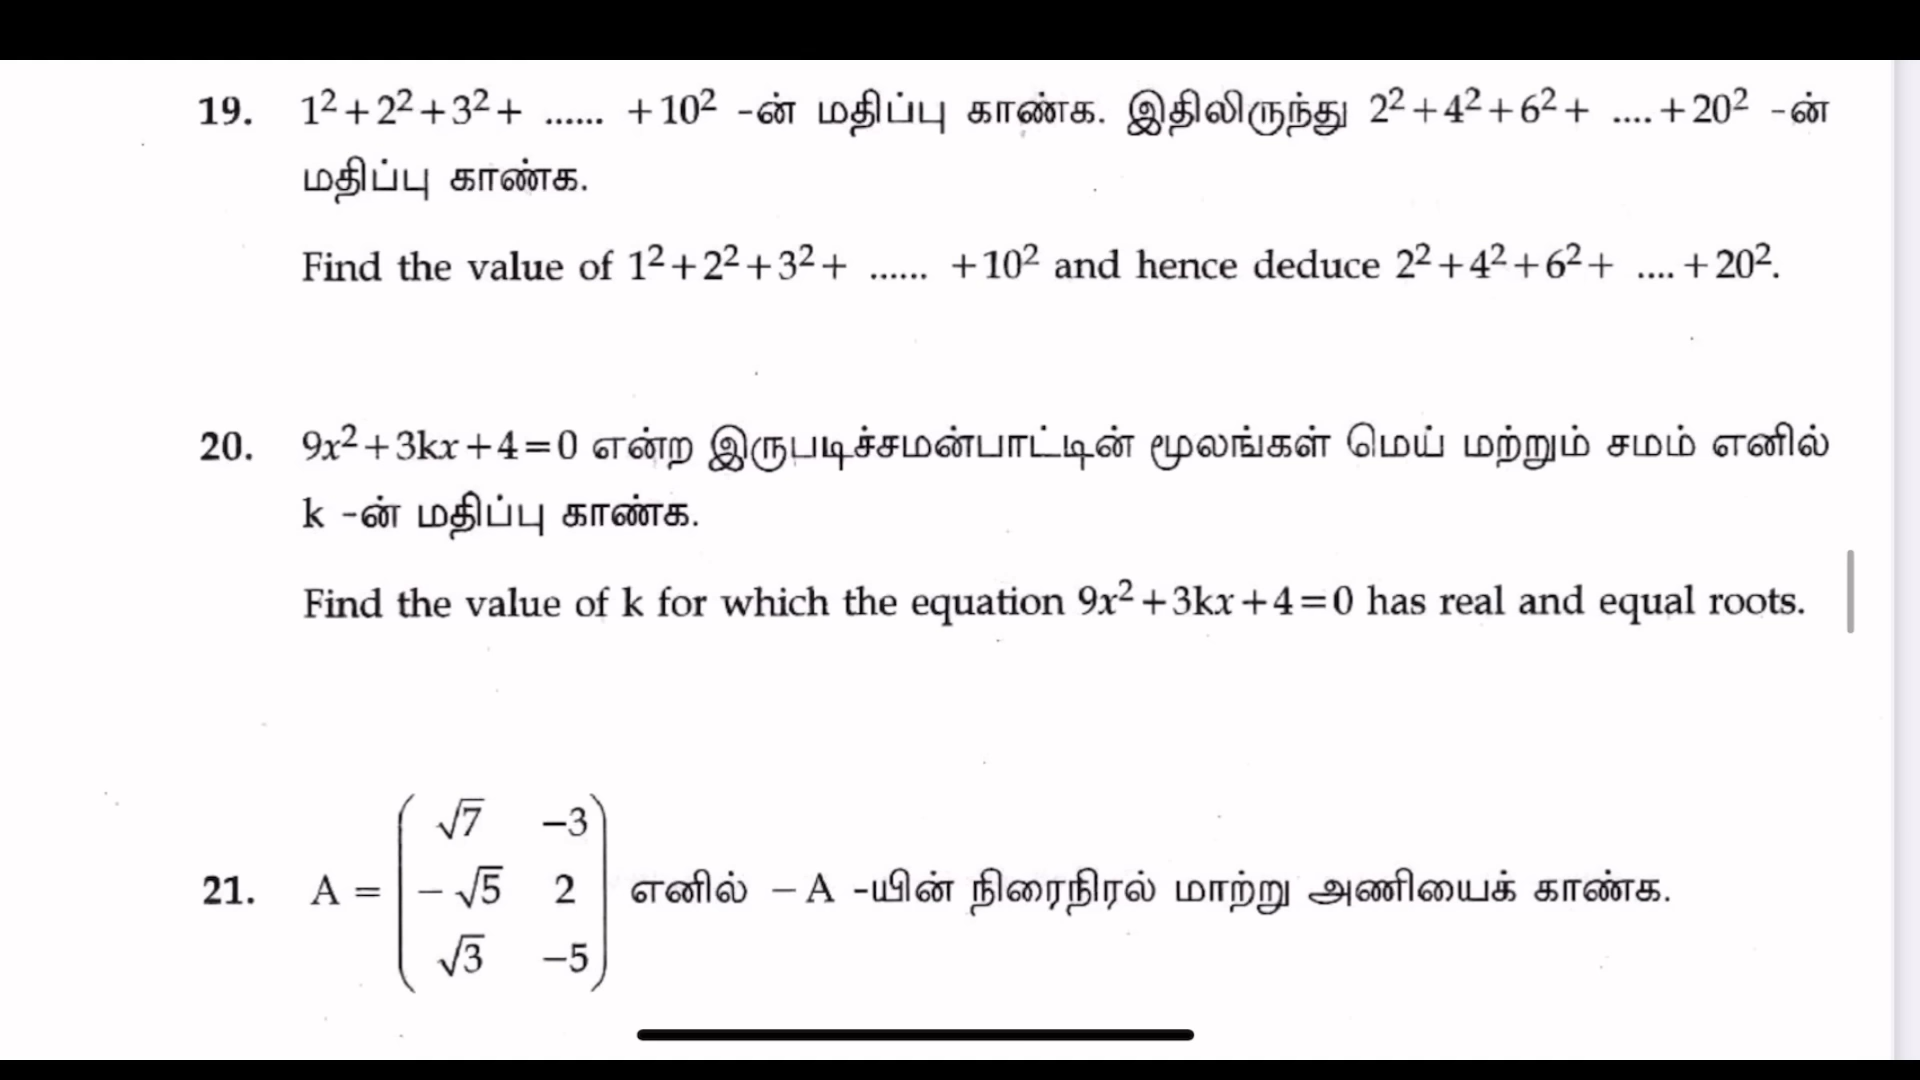 19. 1²+2²+3²+ ...... +10² -ன் மதிப்பு காண்க. இதிலிருந்து 2²+4²+6²+ ....+20² -ன்
மதிப்பு காண்க.
Find the value of 1²+2²+3²+ ...... +10² and hence deduce 2²+4²+6²+ ....+20².
20. 9x²+3kx+4=0 என்ற இருபடிச்சமன்பாட்டின் மூலங்கள் மெய் மற்றும் சமம் எனில்
k -ன் மதிப்பு காண்க.
Find the value of k for which the equation 9x²+3kx+4=0 has real and equal roots.
√7 -3
21. A = -√5 2 எனில் -A -யின் நிரைநிரல் மாற்று அணியைக் காண்க.
√3 -5